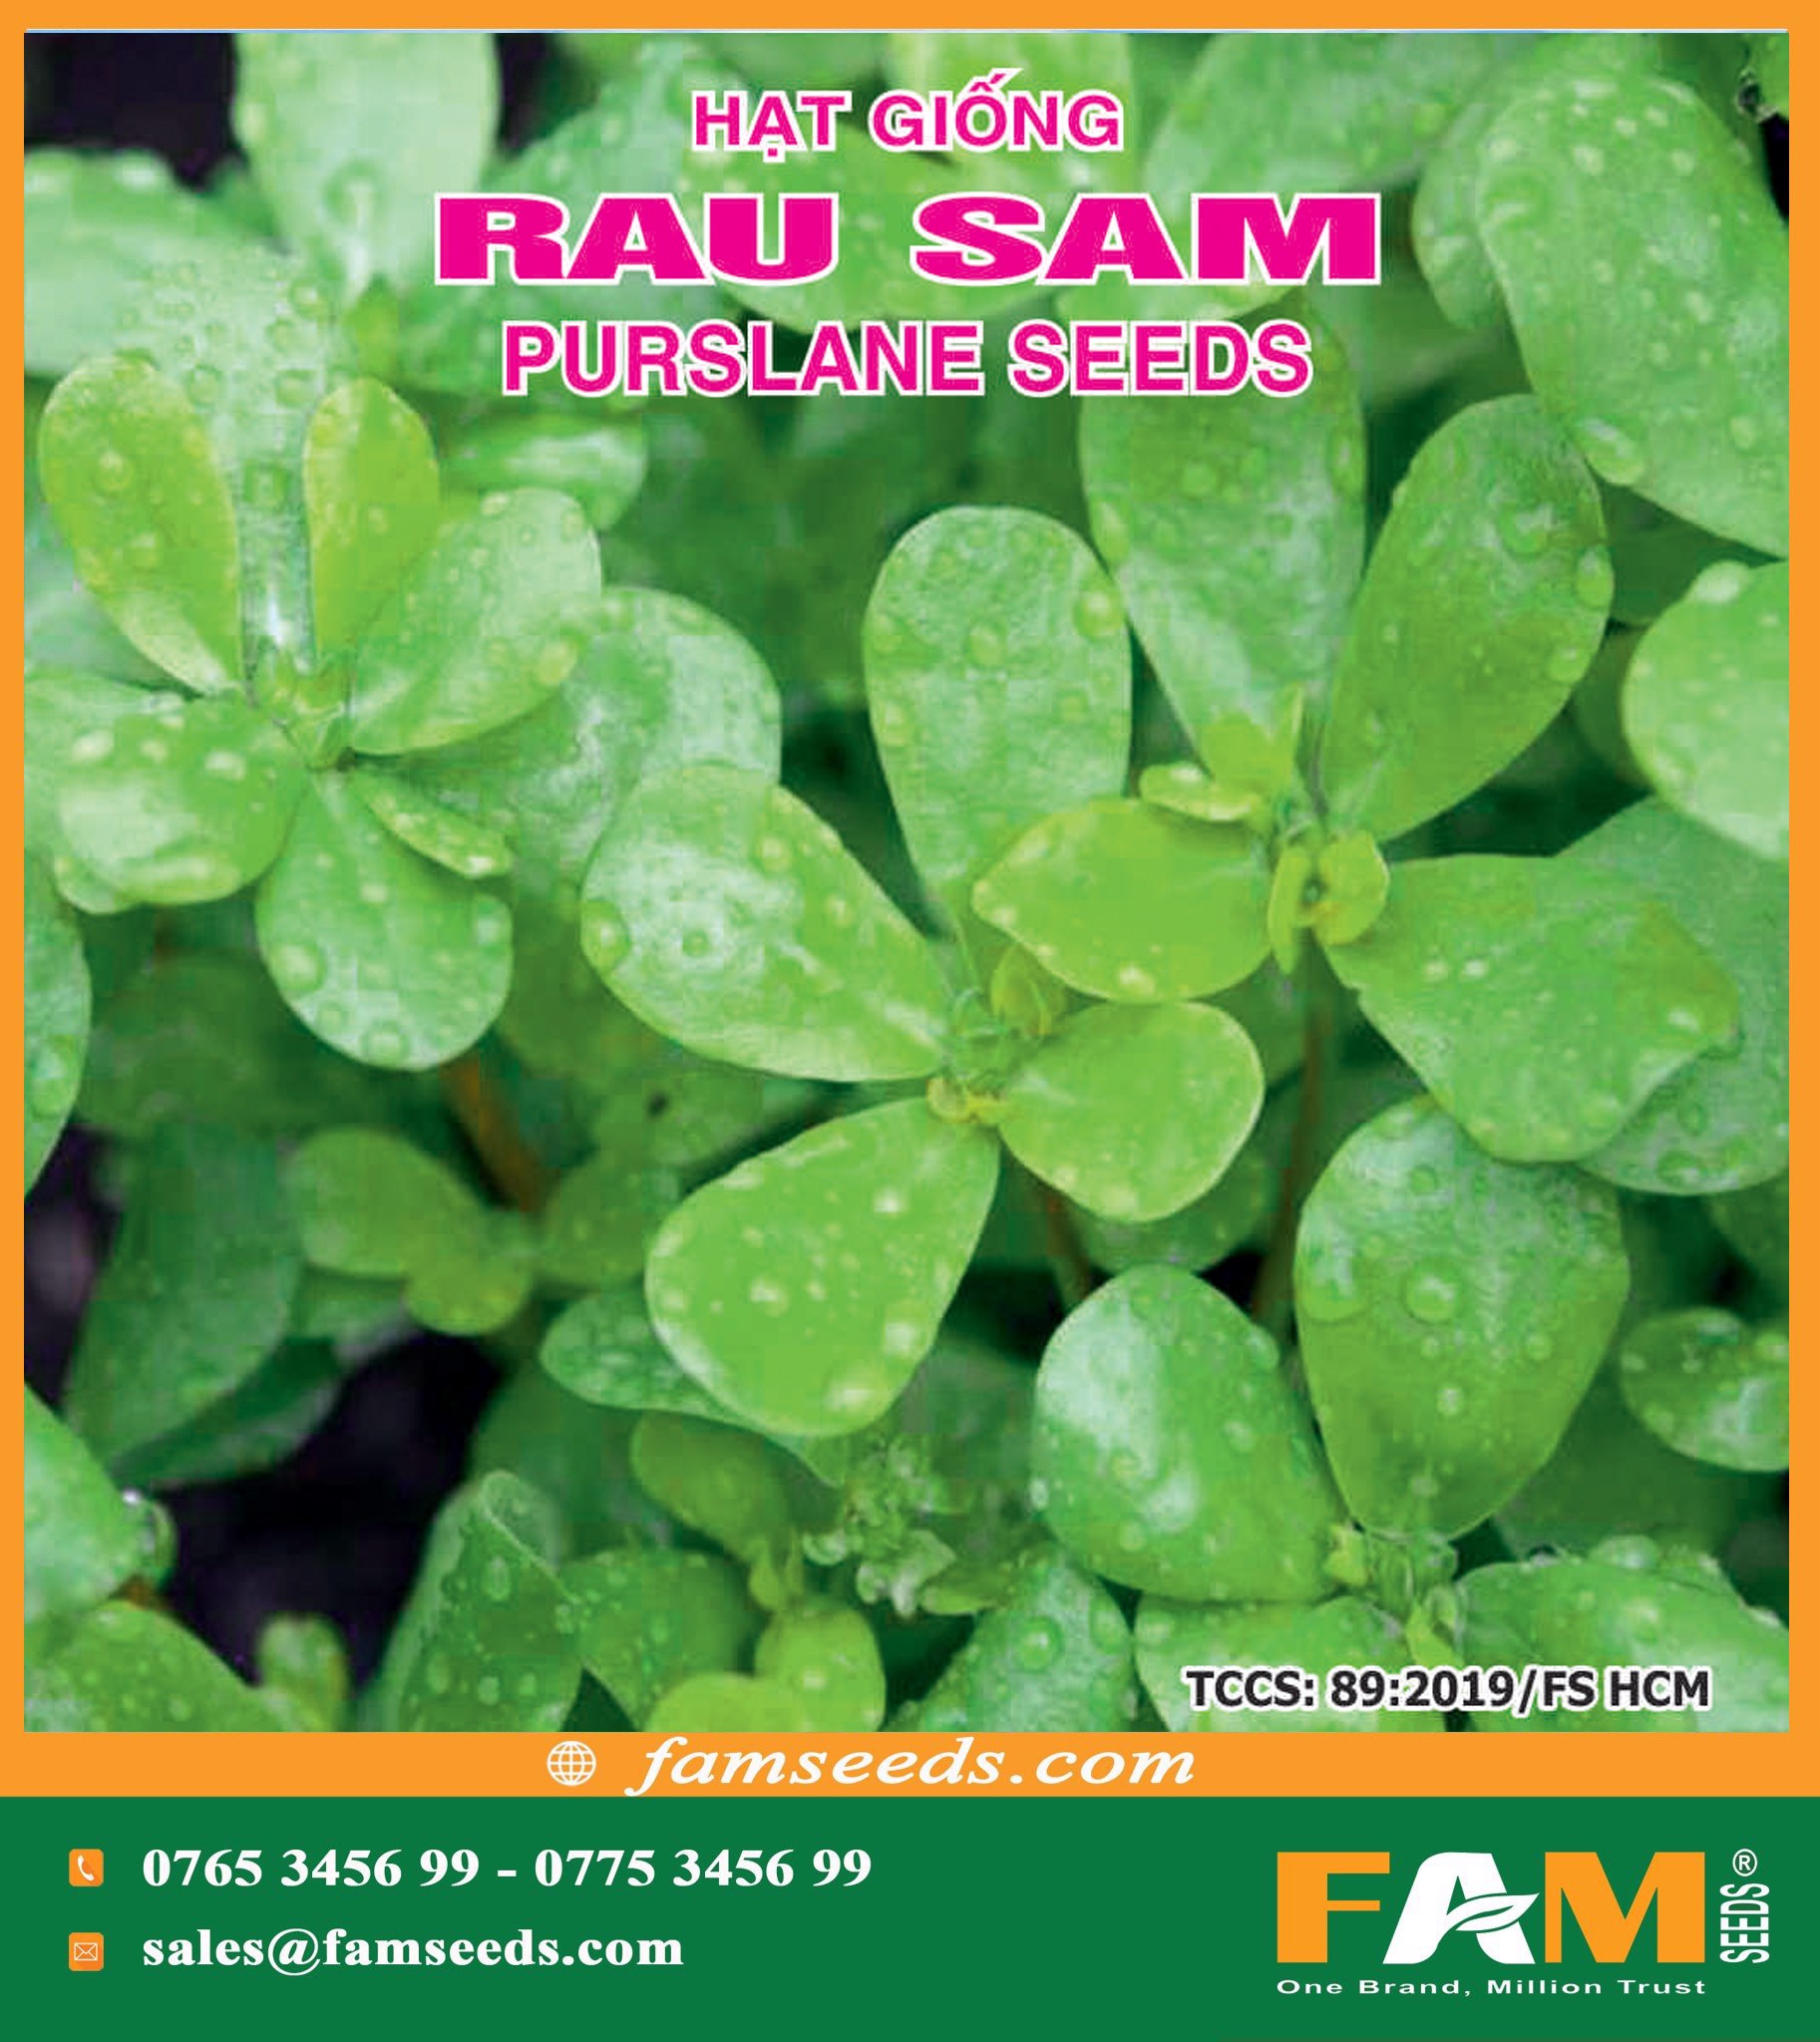 HẠT GIỐNG
RAU SAM
PURSLANE SEEDS
TCCS: 89:2019/FS HCM
famseeds.com
0765 3456 99 - 0775 3456 99
sales@famseeds.com
FAM SEEDS®
One Brand, Million Trust